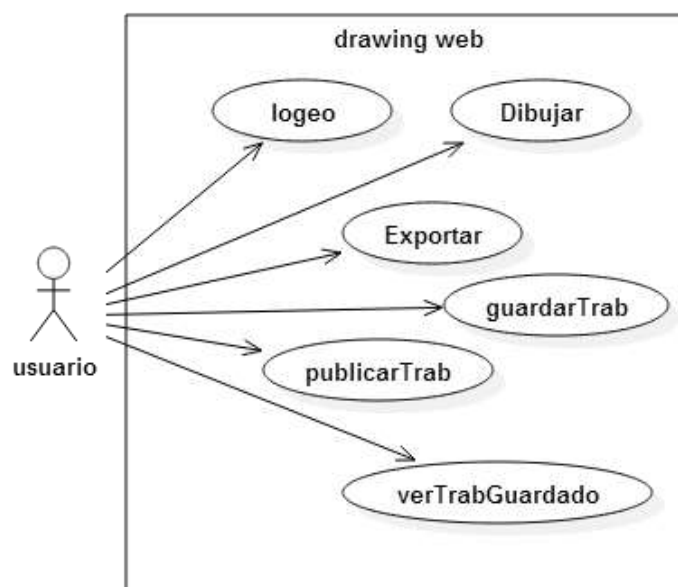 drawing web
logeo
Dibujar
Exportar
guardarTrab
usuario
publicarTrab
verTrabGuardado